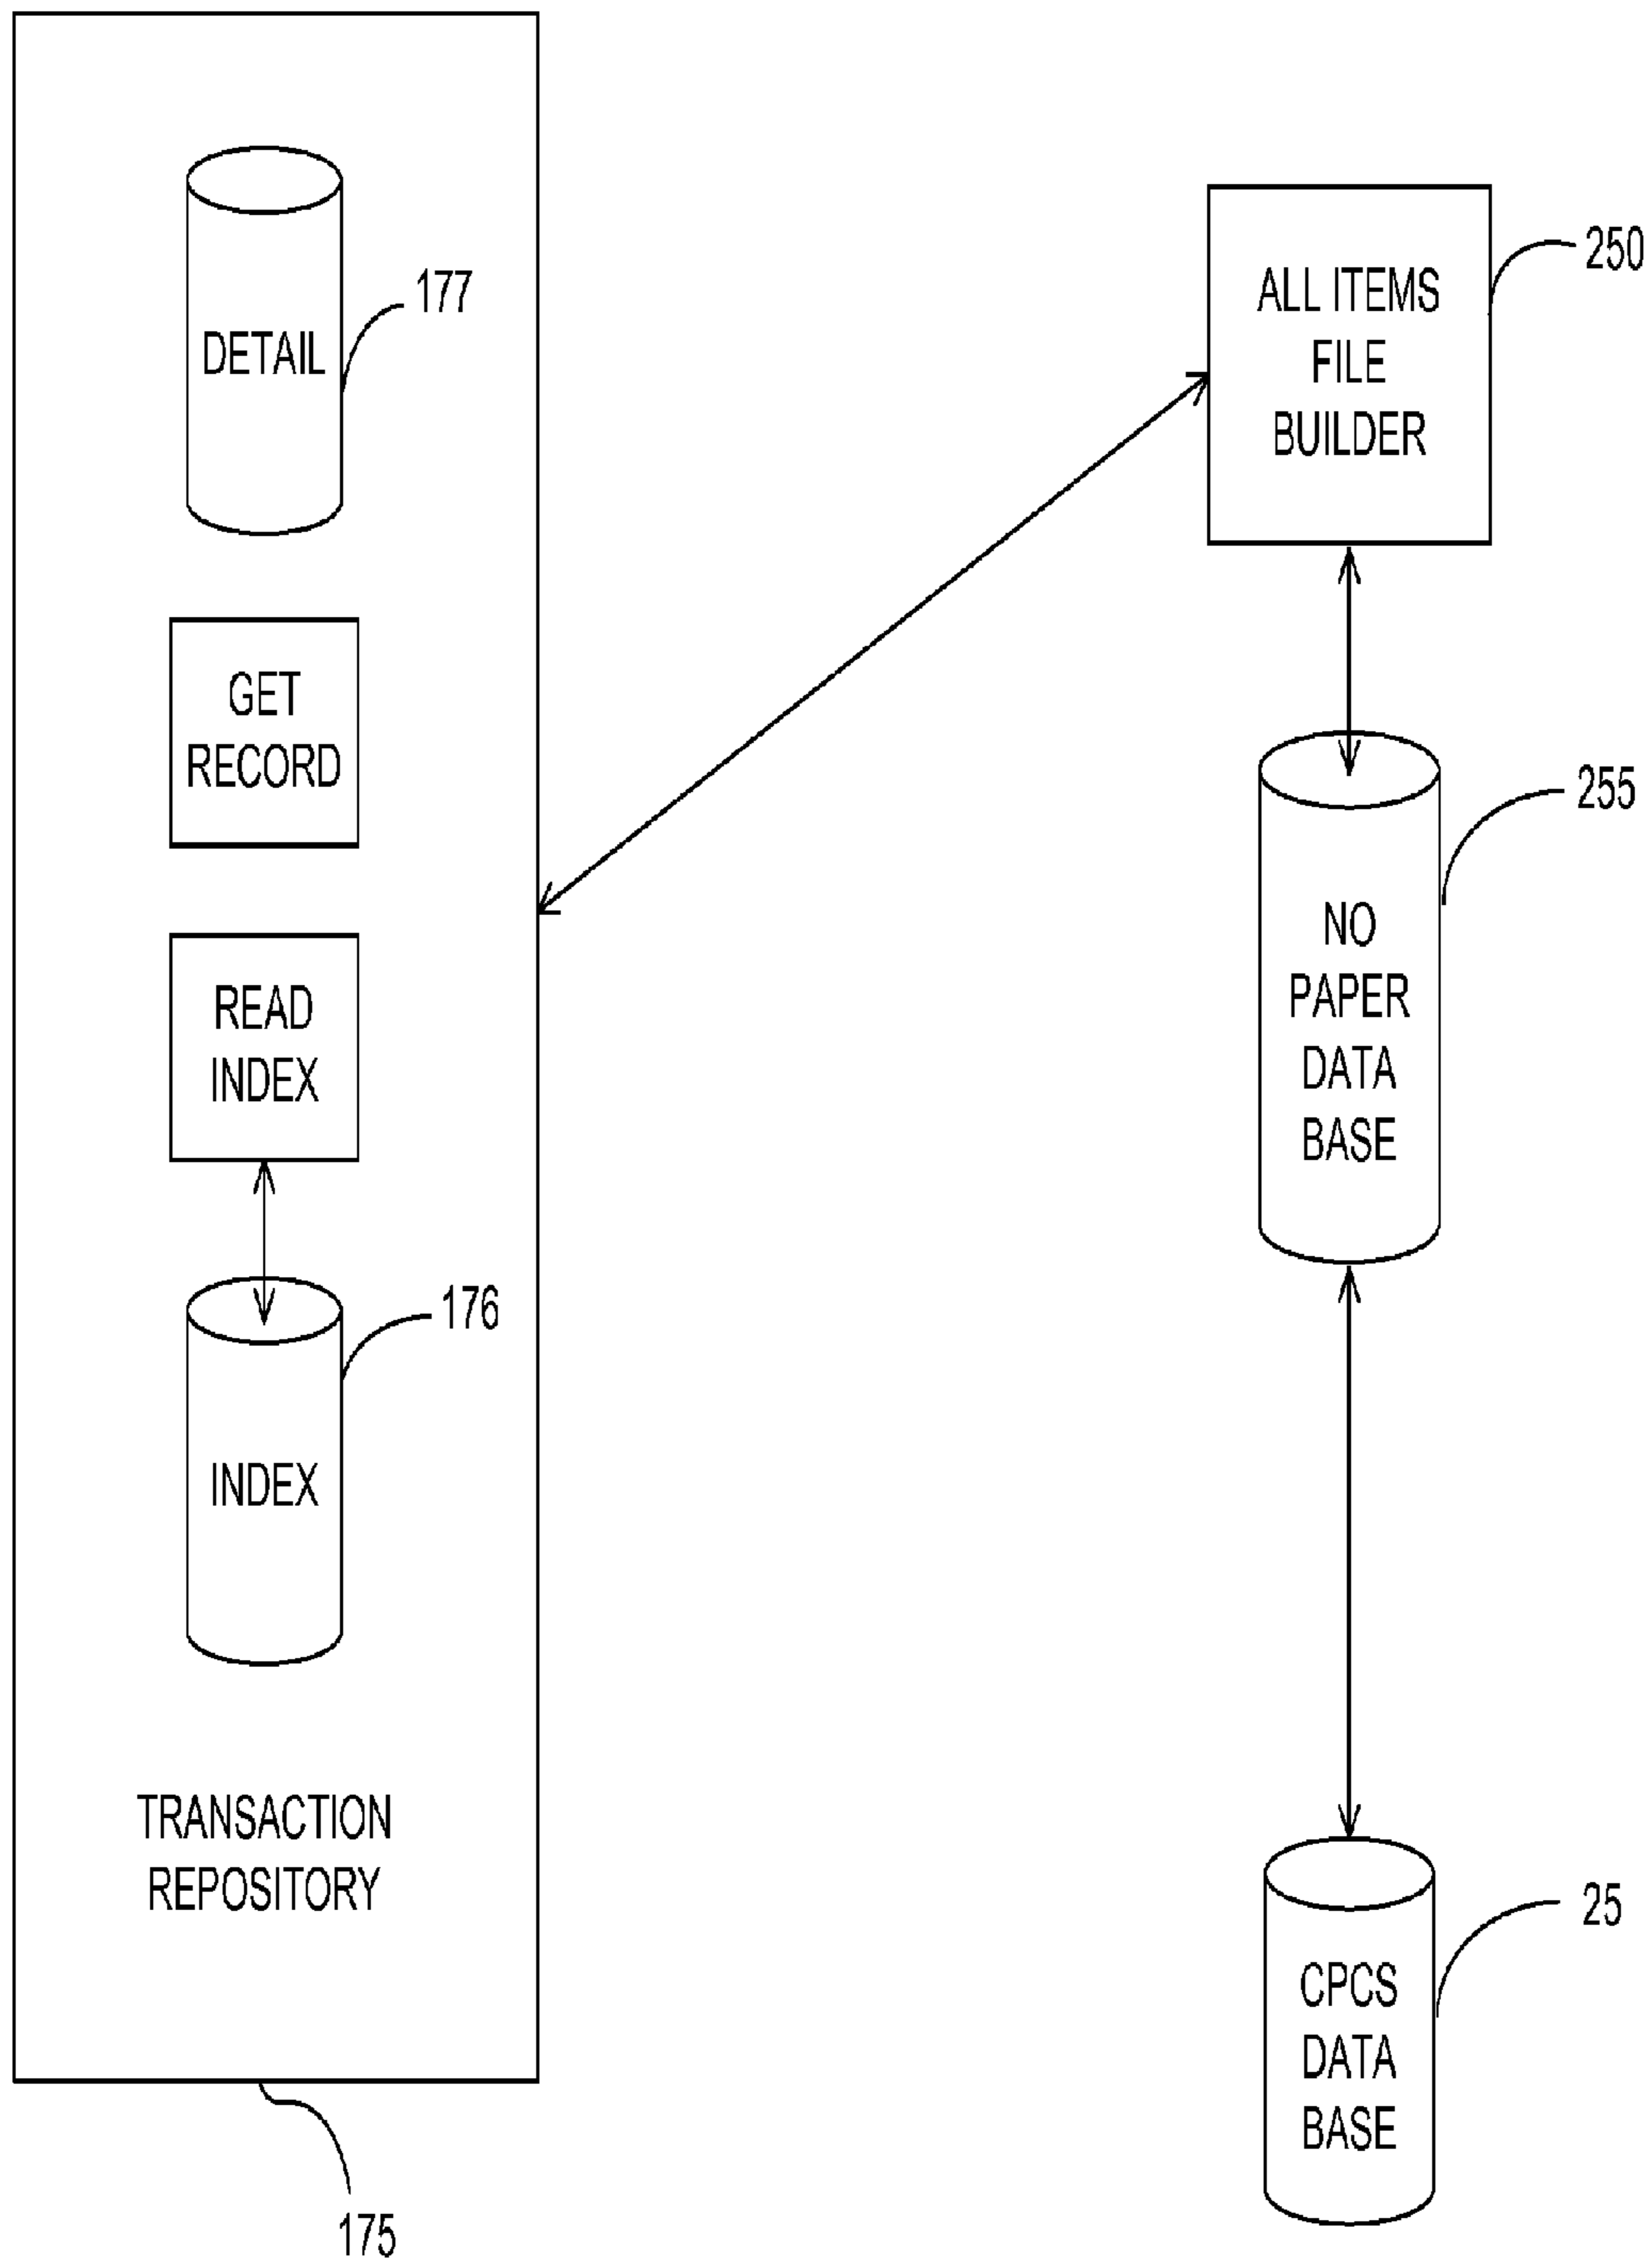 DETAIL
177
GET
RECORD
READ
INDEX
176
INDEX
TRANSACTION
REPOSITORY
175
ALL ITEMS
FILE
BUILDER
250
255
NO
PAPER
DATA
BASE
25
CPCS
DATA
BASE